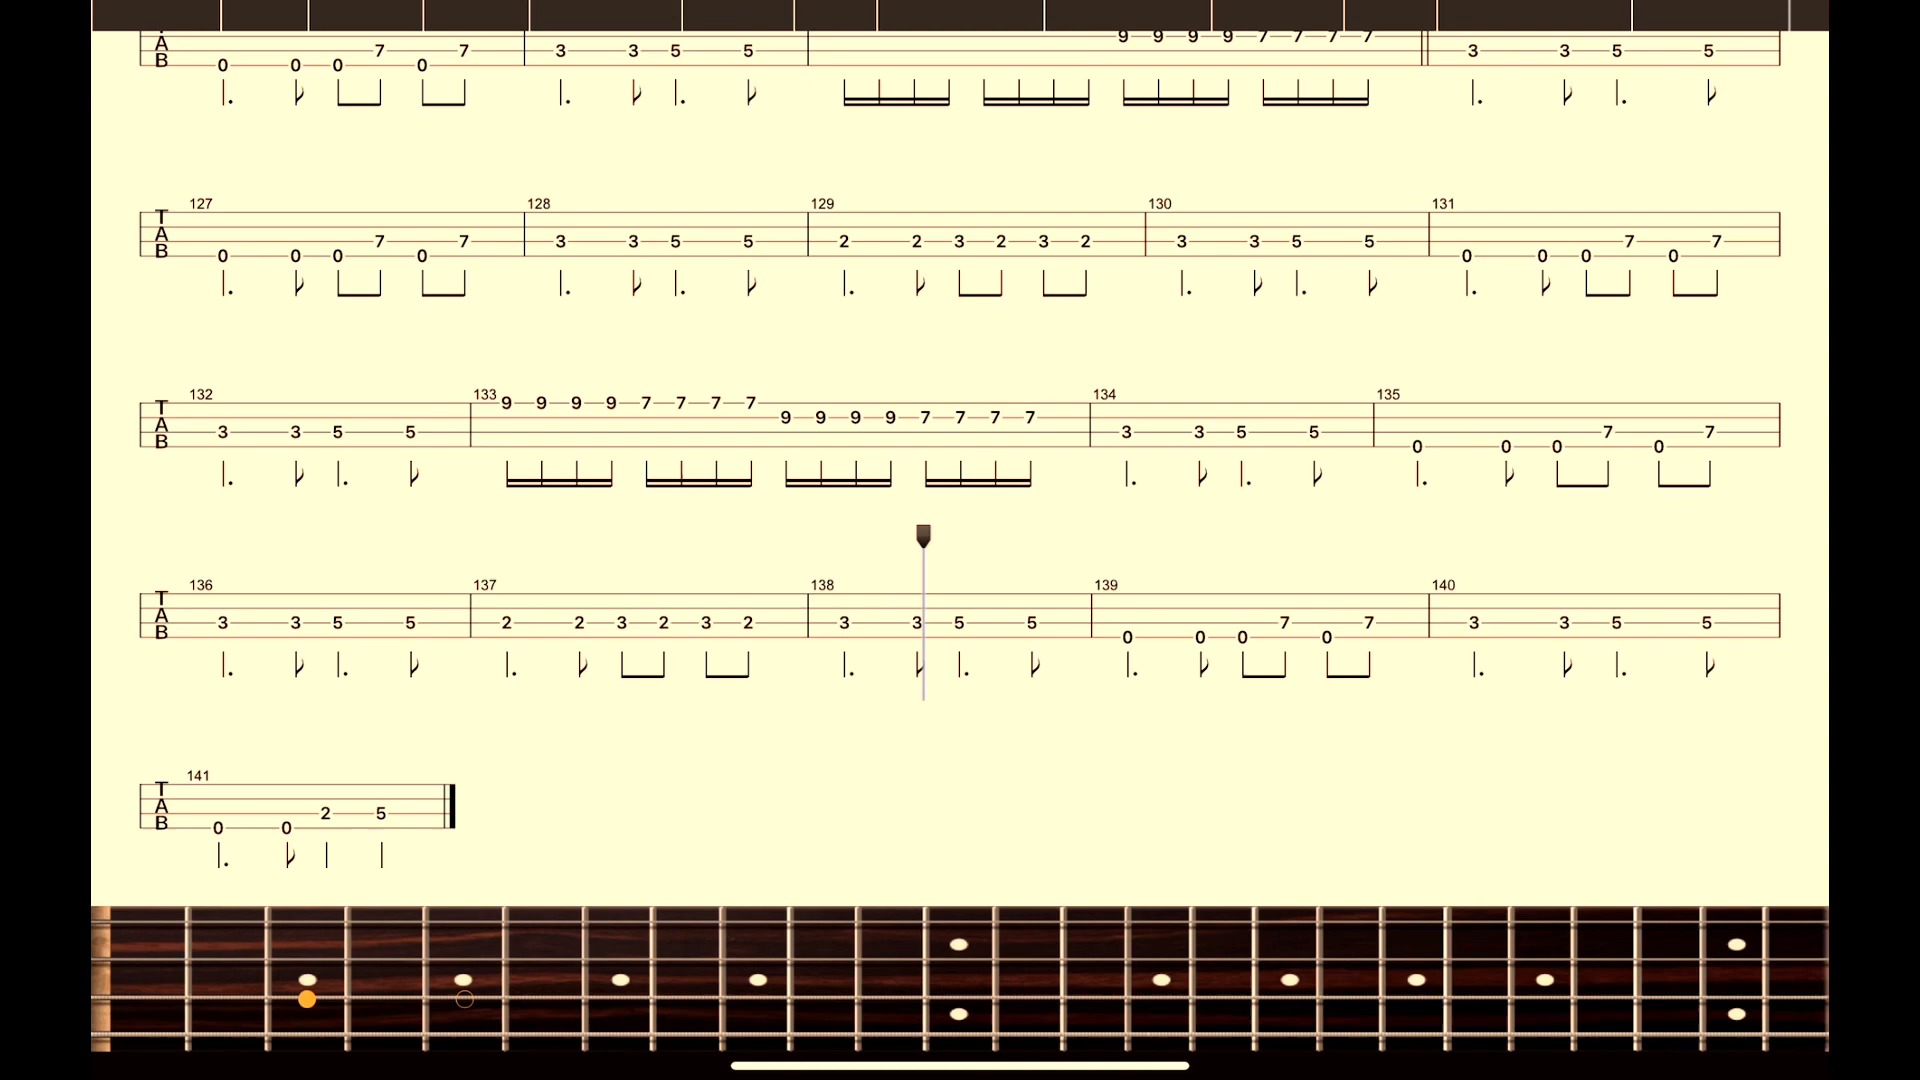 9 9 9 9 7 7 7 7
A 7 7 3 3 5 5 3 3 5 5
B 0 0 0 0
127 128 129 130 131
T
A 7 7 3 3 5 5 2 2 3 2 3 2 3 3 5 5 7 7
B 0 0 0 0 0 0 0 0
132 133 134 135
T 9 9 9 9 7 7 7 7
9 9 9 9 7 7 7 7
A 3 3 5 5 3 3 5 5 7 7
B 0 0 0 0
136 137 138 139 140
T
A 3 3 5 5 2 2 3 2 3 2 3 3 5 5 7 7 3 3 5 5
B 0 0 0 0
141
T
A 2 5
B 0 0